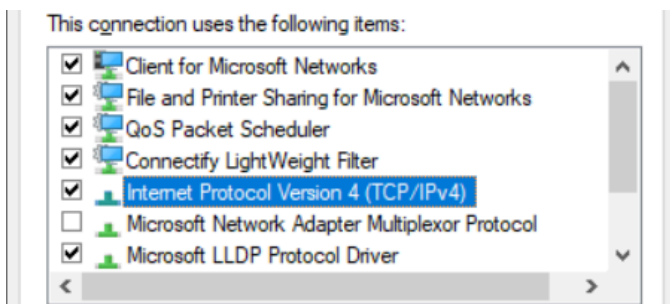 This connection uses the following items:
Client for Microsoft Networks
File and Printer Sharing for Microsoft Networks
QoS Packet Scheduler
Connectify LightWeight Filter
Internet Protocol Version 4 (TCP/IPv4)
Microsoft Network Adapter Multiplexor Protocol
Microsoft LLDP Protocol Driver